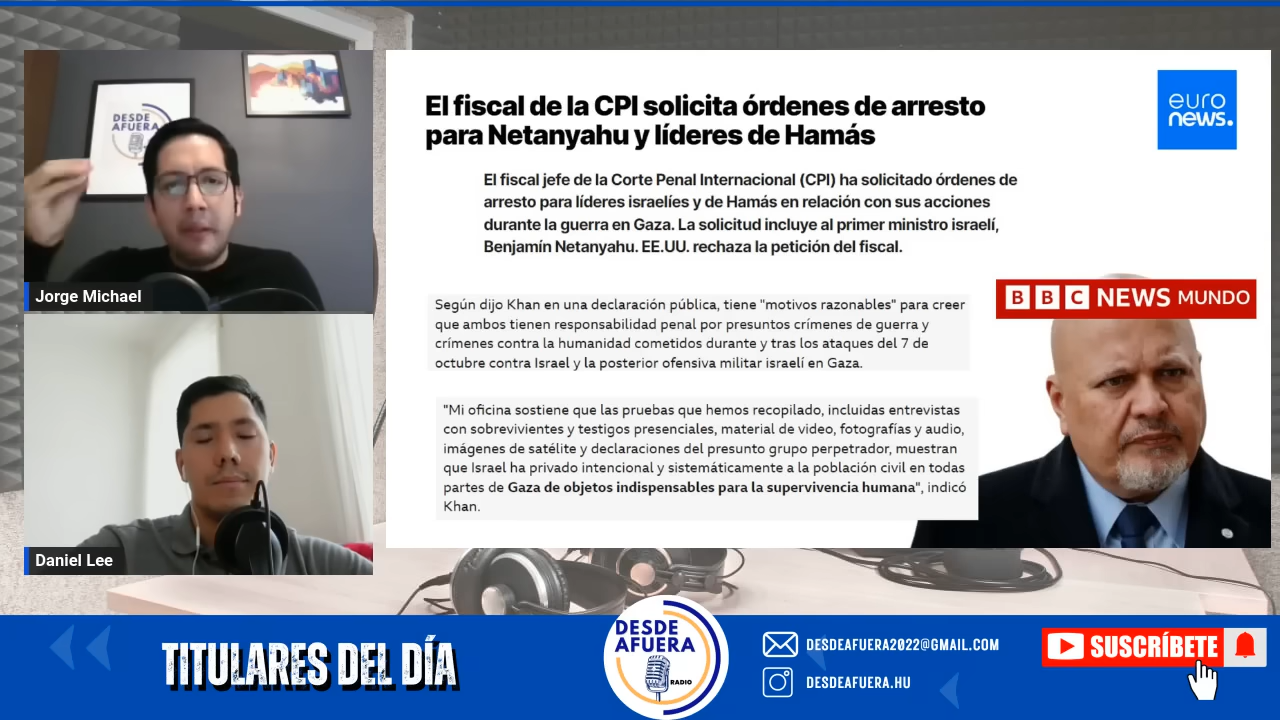 DESDE
AFUERA
Jorge Michael
Daniel Lee
El fiscal de la CPI solicita órdenes de arresto
para Netanyahu y líderes de Hamás
euro
news.
El fiscal jefe de la Corte Penal Internacional (CPI) ha solicitado órdenes de
arresto para líderes israelíes y de Hamás en relación con sus acciones
durante la guerra en Gaza. La solicitud incluye al primer ministro israelí,
Benjamín Netanyahu. EE.UU. rechaza la petición del fiscal.
BBC NEWS MUNDO
Según dijo Khan en una declaración pública, tiene "motivos razonables" para creer
que ambos tienen responsabilidad penal por presuntos crímenes de guerra y
crímenes contra la humanidad cometidos durante y tras los ataques del 7 de
octubre contra Israel y la posterior ofensiva militar israelí en Gaza.
"Mi oficina sostiene que las pruebas que hemos recopilado, incluidas entrevistas
con sobrevivientes y testigos presenciales, material de video, fotografías y audio,
imágenes de satélite y declaraciones del presunto grupo perpetrador, muestran
que Israel ha privado intencional y sistemáticamente a la población civil en todas
partes de Gaza de objetos indispensables para la supervivencia humana", indicó
Khan.
TITULARES DEL DÍA
DESDE
AFUERA
RADIO
DESDEAFUERA2022@GMAIL.COM
DESDEAFUERA.HU
SUSCRÍBETE